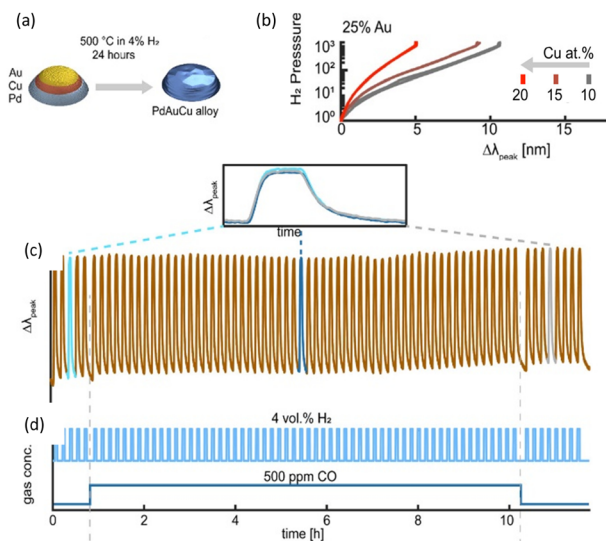 (a)
500 °C in 4% H₂
24 hours
Au
Cu
Pd
PdAuCu alloy
(b)
25% Au
H₂ Presssure
10³
10²
10¹
10⁰
0
5
10
15
Δλpeak [nm]
Cu at.%
20
15
10
Δλpeak
time
(c)
Δλpeak
(d)
gas conc.
4 vol.% H₂
500 ppm CO
0
2
4
6
8
10
time [h]